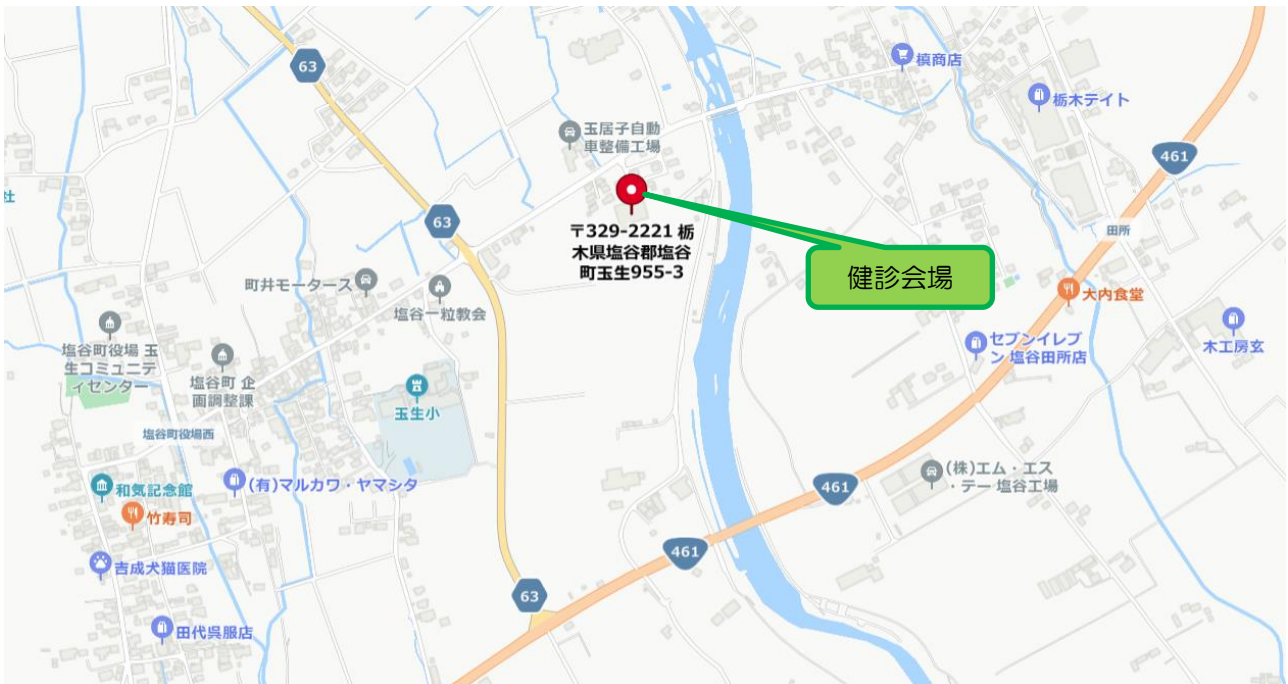 63
槙商店
栃木テイト
玉居子自動
車整備工場
461
社
63
〒329-2221 栃
木県塩谷郡塩谷
町玉生955-3
田所
健診会場
町井モータース
塩谷一粒教会
大内食堂
塩谷町役場 玉
生コミュニテ
ィセンター
塩谷町 企
画調整課
セブンイレブ
ン 塩谷田所店
木工房玄
玉生小
塩谷町役場西
和気記念館
(有)マルカワ・ヤマシタ
(株)エム・エス
・テー 塩谷工場
461
竹寿司
461
吉成犬猫医院
63
田代呉服店